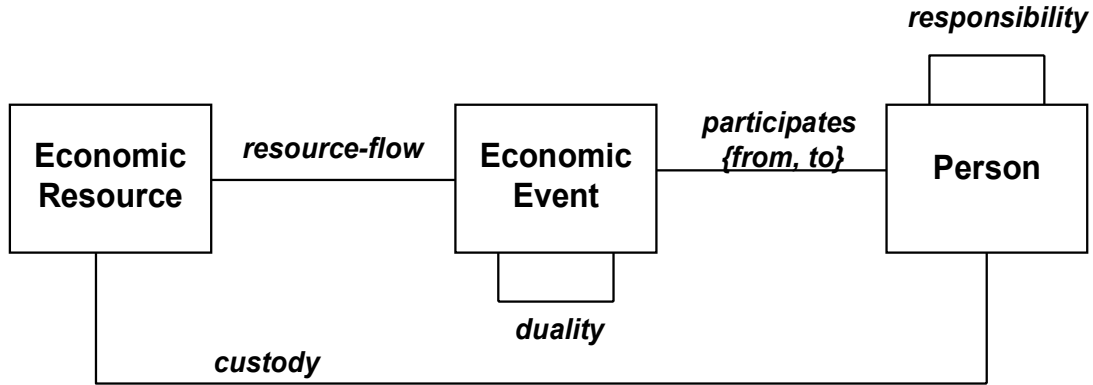 responsibility
participates
{from, to}
resource-flow
Economic
Resource
Economic
Event
Person
duality
custody